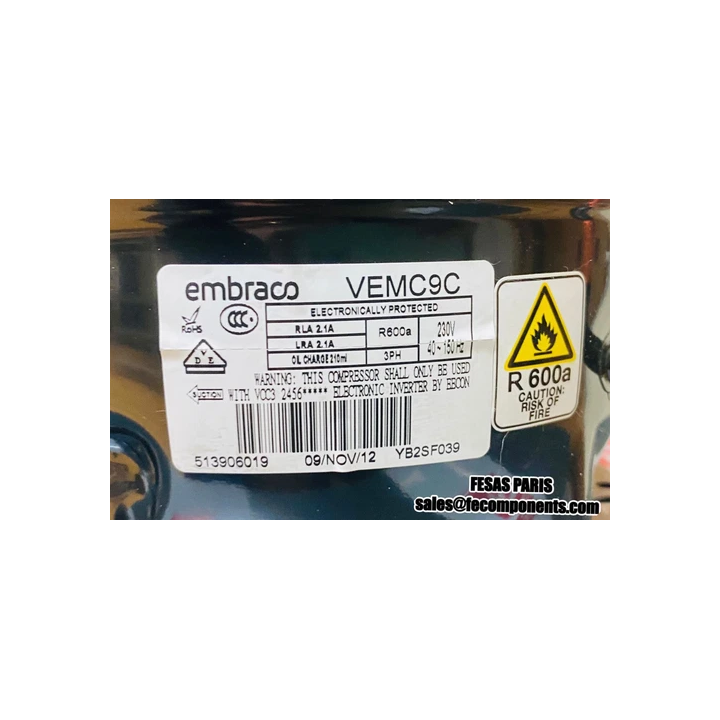 embraco VEMC9C
ELECTRONICALLY PROTECTED
RoHS CCC
RLA 2.1A R600a 230V
LRA 2.1A 40~150 Hz
OIL CHARGE 210ml 3PH
VDE
WARNING: THIS COMPRESSOR SHALL ONLY BE USED
SUCTION WITH VCC3 2456***** ELECTRONIC INVERTER BY EECON
513906019 09/NOV/12 YB2SF039
R 600a
CAUTION:
RISK OF
FIRE
FESAS PARIS
sales@fecomponents.com